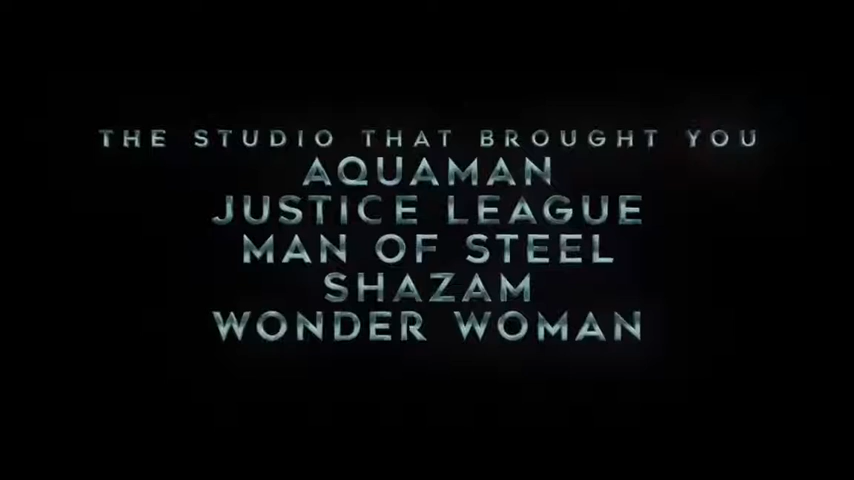 THE STUDIO THAT BROUGHT YOU
AQUAMAN
JUSTICE LEAGUE
MAN OF STEEL
SHAZAM
WONDER WOMAN